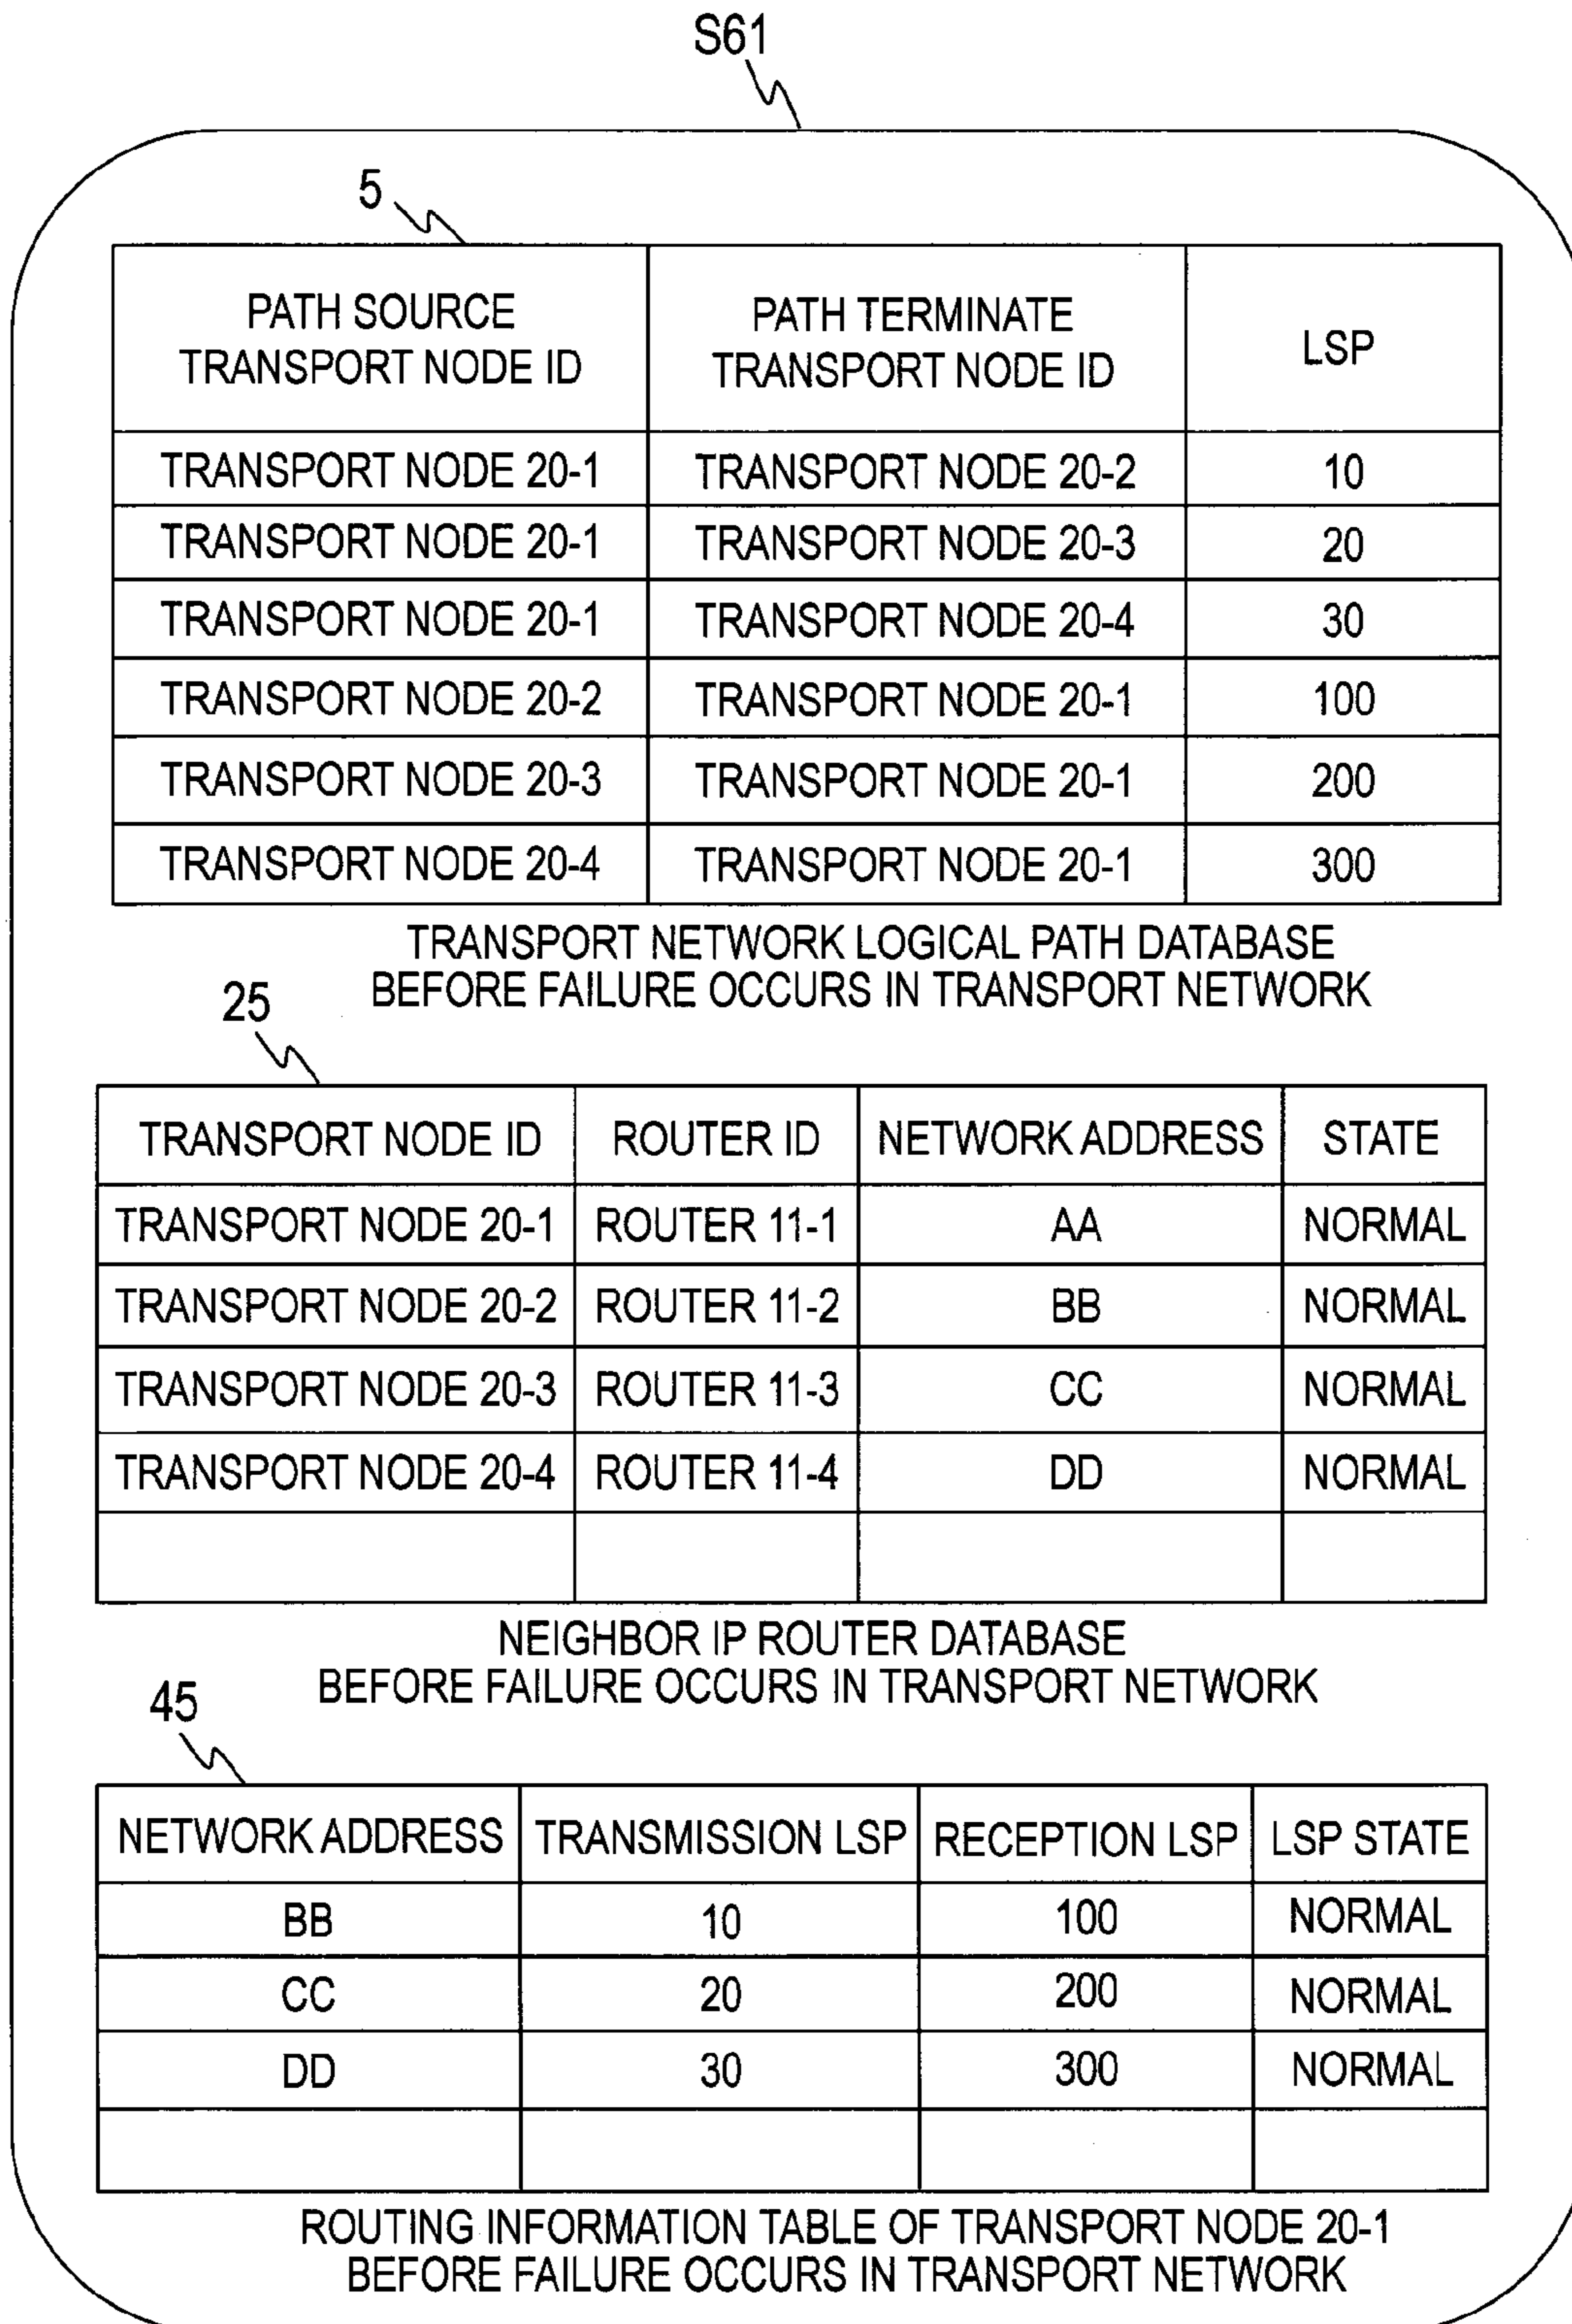 S61
5
PATH SOURCE
TRANSPORT NODE ID
PATH TERMINATE
TRANSPORT NODE ID
LSP
TRANSPORT NODE 20-1 TRANSPORT NODE 20-2 10
TRANSPORT NODE 20-1 TRANSPORT NODE 20-3 20
TRANSPORT NODE 20-1 TRANSPORT NODE 20-4 30
TRANSPORT NODE 20-2 TRANSPORT NODE 20-1 100
TRANSPORT NODE 20-3 TRANSPORT NODE 20-1 200
TRANSPORT NODE 20-4 TRANSPORT NODE 20-1 300
TRANSPORT NETWORK LOGICAL PATH DATABASE
BEFORE FAILURE OCCURS IN TRANSPORT NETWORK
25
TRANSPORT NODE ID ROUTER ID NETWORK ADDRESS STATE
TRANSPORT NODE 20-1 ROUTER 11-1 AA NORMAL
TRANSPORT NODE 20-2 ROUTER 11-2 BB NORMAL
TRANSPORT NODE 20-3 ROUTER 11-3 CC NORMAL
TRANSPORT NODE 20-4 ROUTER 11-4 DD NORMAL
NEIGHBOR IP ROUTER DATABASE
BEFORE FAILURE OCCURS IN TRANSPORT NETWORK
45
NETWORK ADDRESS TRANSMISSION LSP RECEPTION LSP LSP STATE
BB 10 100 NORMAL
CC 20 200 NORMAL
DD 30 300 NORMAL
ROUTING INFORMATION TABLE OF TRANSPORT NODE 20-1
BEFORE FAILURE OCCURS IN TRANSPORT NETWORK